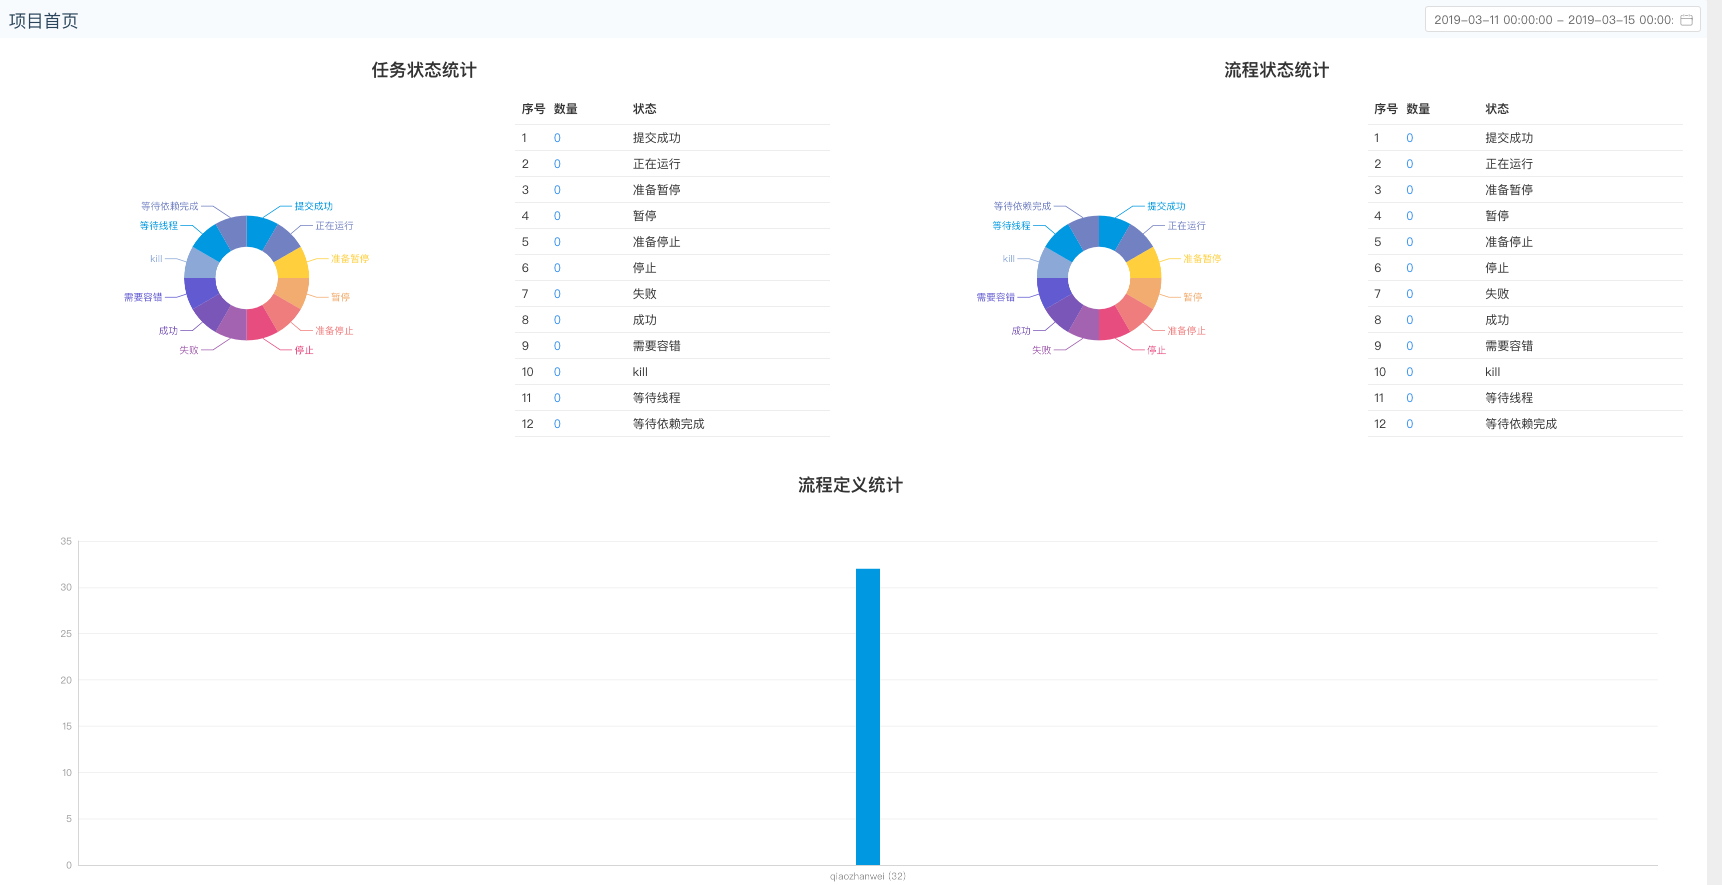 项目首页
2019-03-11 00:00:00 - 2019-03-15 00:00:
任务状态统计
等待依赖完成
提交成功
等待线程
正在运行
kill
准备暂停
需要容错
暂停
成功
准备停止
失败
停止
序号 数量 状态
1 0 提交成功
2 0 正在运行
3 0 准备暂停
4 0 暂停
5 0 准备停止
6 0 停止
7 0 失败
8 0 成功
9 0 需要容错
10 0 kill
11 0 等待线程
12 0 等待依赖完成
流程状态统计
等待依赖完成
提交成功
等待线程
正在运行
kill
准备暂停
需要容错
暂停
成功
准备停止
失败
停止
序号 数量 状态
1 0 提交成功
2 0 正在运行
3 0 准备暂停
4 0 暂停
5 0 准备停止
6 0 停止
7 0 失败
8 0 成功
9 0 需要容错
10 0 kill
11 0 等待线程
12 0 等待依赖完成
流程定义统计
35
30
25
20
15
10
5
0
qiaozhanwei (32)